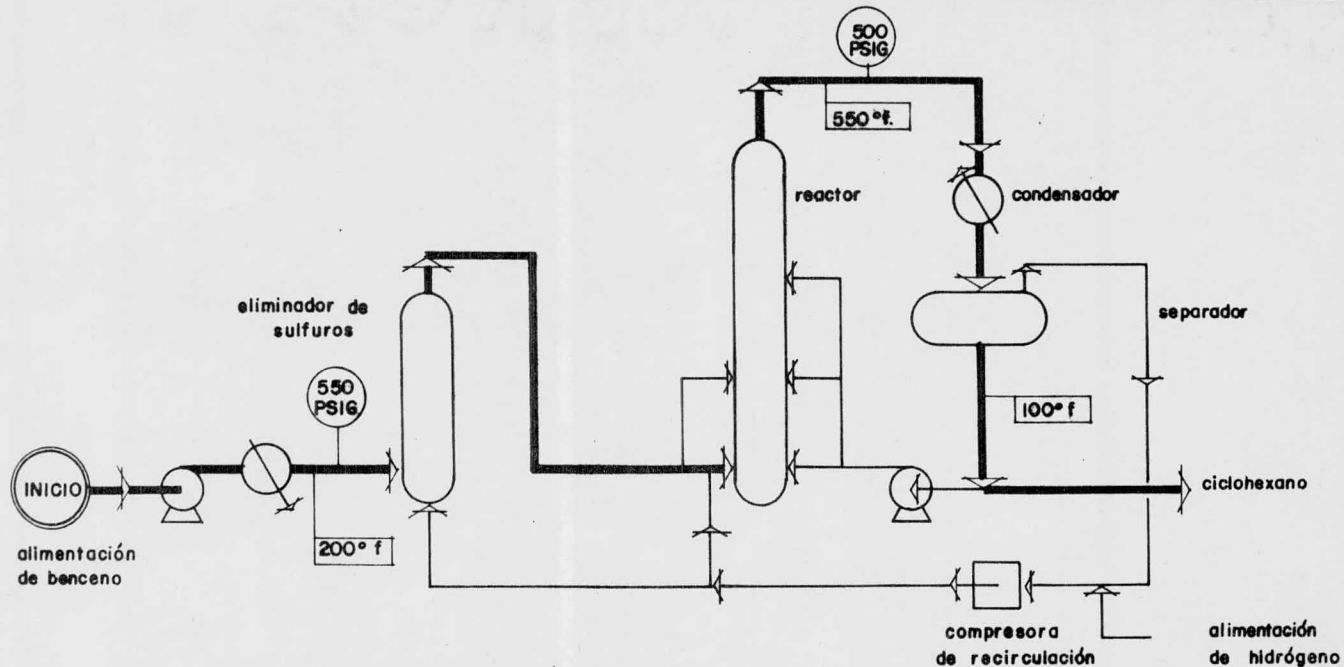 500
PSIG.
550°f.
reactor
condensador
eliminador de
sulfuros
separador
550
PSIG.
100° f
INICIO
ciclohexano
alimentación
de benceno
200° f
compresora
de recirculación
alimentación
de hidrógeno